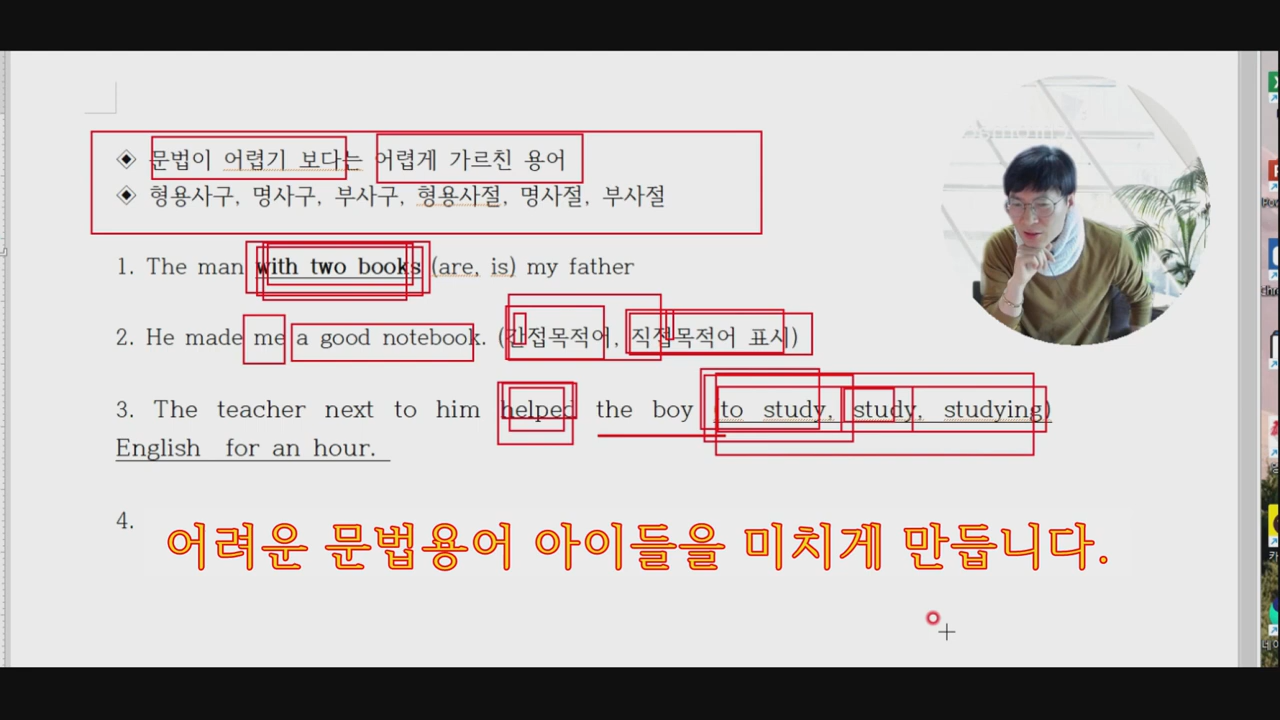 ◈ 문법이 어렵기 보다는 어렵게 가르친 용어
◈ 형용사구, 명사구, 부사구, 형용사절, 명사절, 부사절
1. The man with two books (are, is) my father
2. He made me a good notebook. (간접목적어, 직접목적어 표시)
3. The teacher next to him helped the boy (to study, study, studying)
English for an hour.
4.
어려운 문법용어 아이들을 미치게 만듭니다.